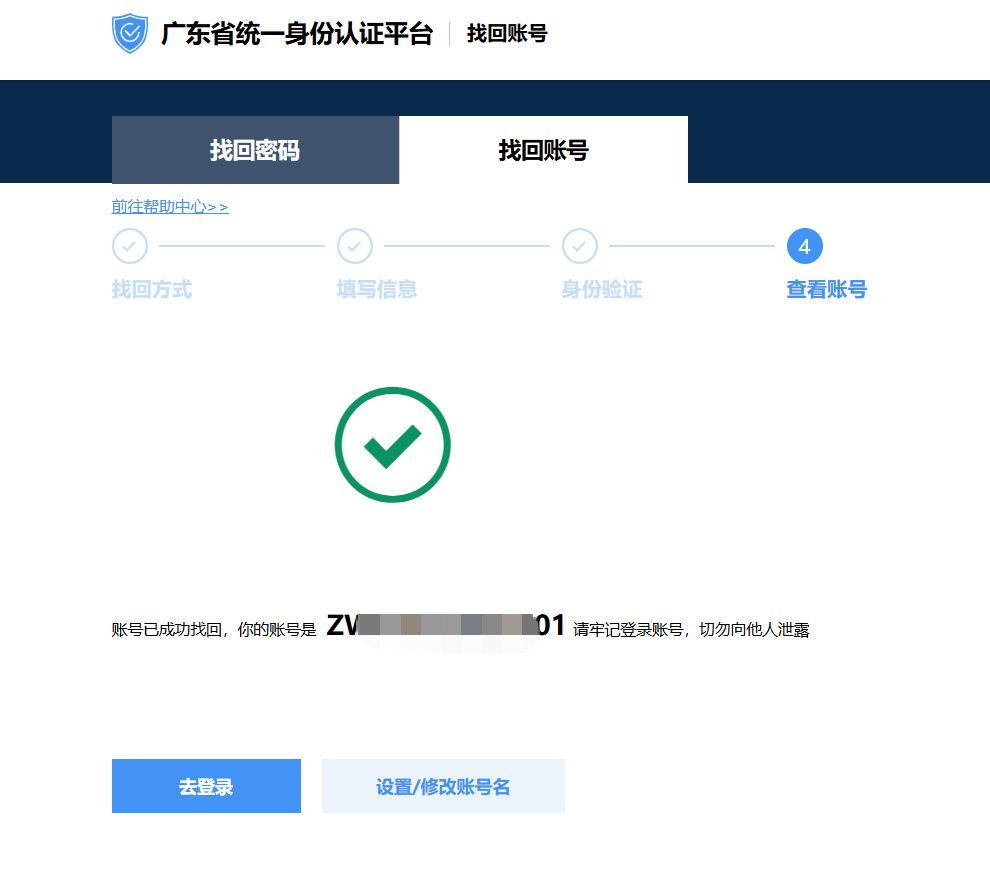 广东省统一身份认证平台 找回账号
找回密码 找回账号
前往帮助中心>>
4
找回方式 填写信息 身份验证 查看账号
账号已成功找回，你的账号是 ZW 01 请牢记登录账号，切勿向他人泄露
去登录 设置/修改账号名